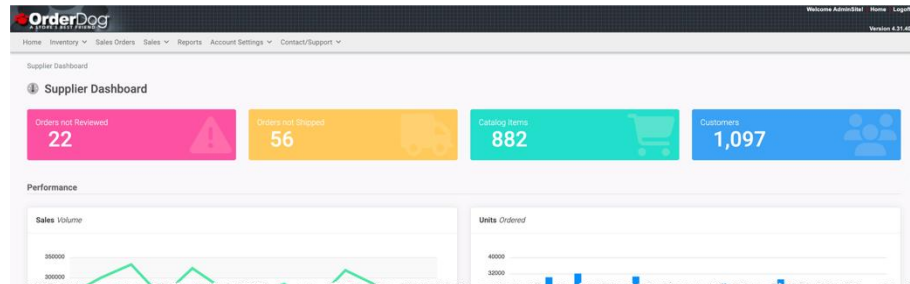 Welcome AdminSite! Home Logoff
OrderDog
A STORE'S BEST FRIEND
Version 4.31.40
Home Inventory Sales Orders Sales Reports Account Settings Contact/Support
Supplier Dashboard
Supplier Dashboard
Orders not Reviewed
22
Orders not Shipped
56
Catalog Items
882
Customers
1,097
Performance
Sales Volume
Units Ordered
350000
300000
40000
32000